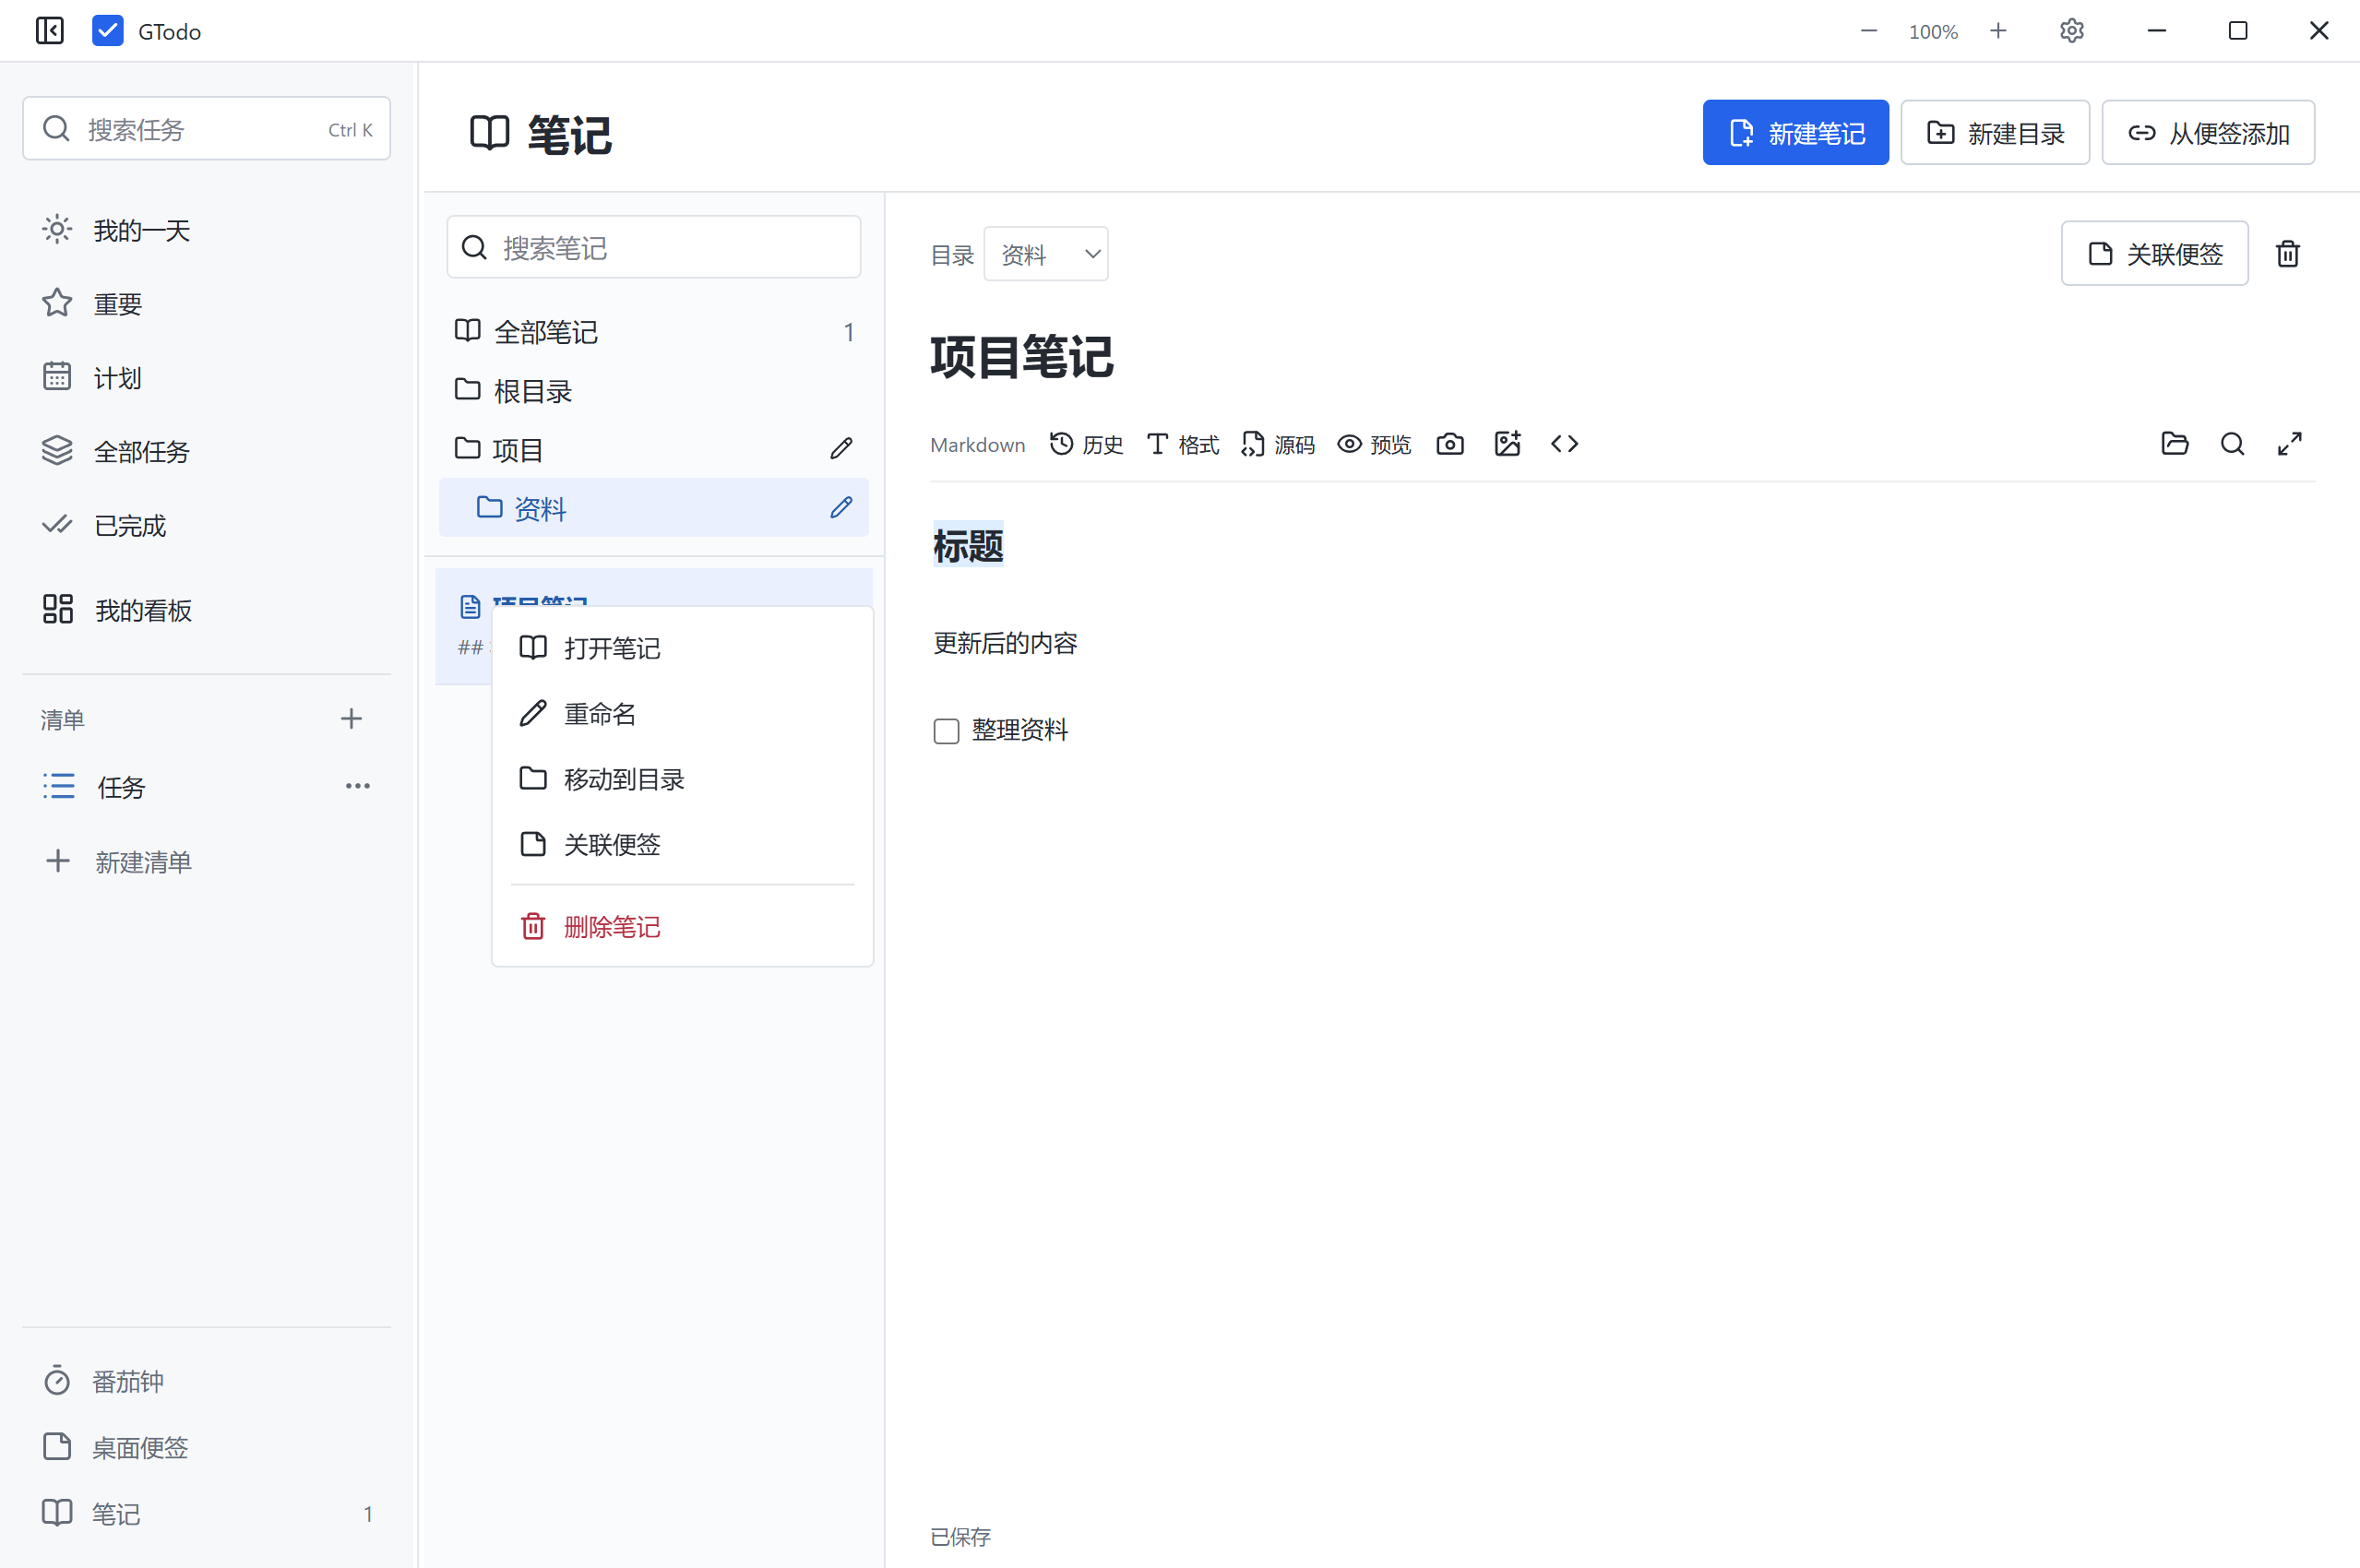 GTodo
100%
搜索任务 Ctrl K
我的一天
重要
计划
全部任务
已完成
我的看板
清单
任务
新建清单
番茄钟
桌面便签
笔记 1
笔记
新建笔记
新建目录
从便签添加
搜索笔记
全部笔记 1
根目录
项目
资料
项目笔记
##
打开笔记
重命名
移动到目录
关联便签
删除笔记
目录 资料
关联便签
项目笔记
Markdown 历史 格式 源码 预览
标题
更新后的内容
整理资料
已保存